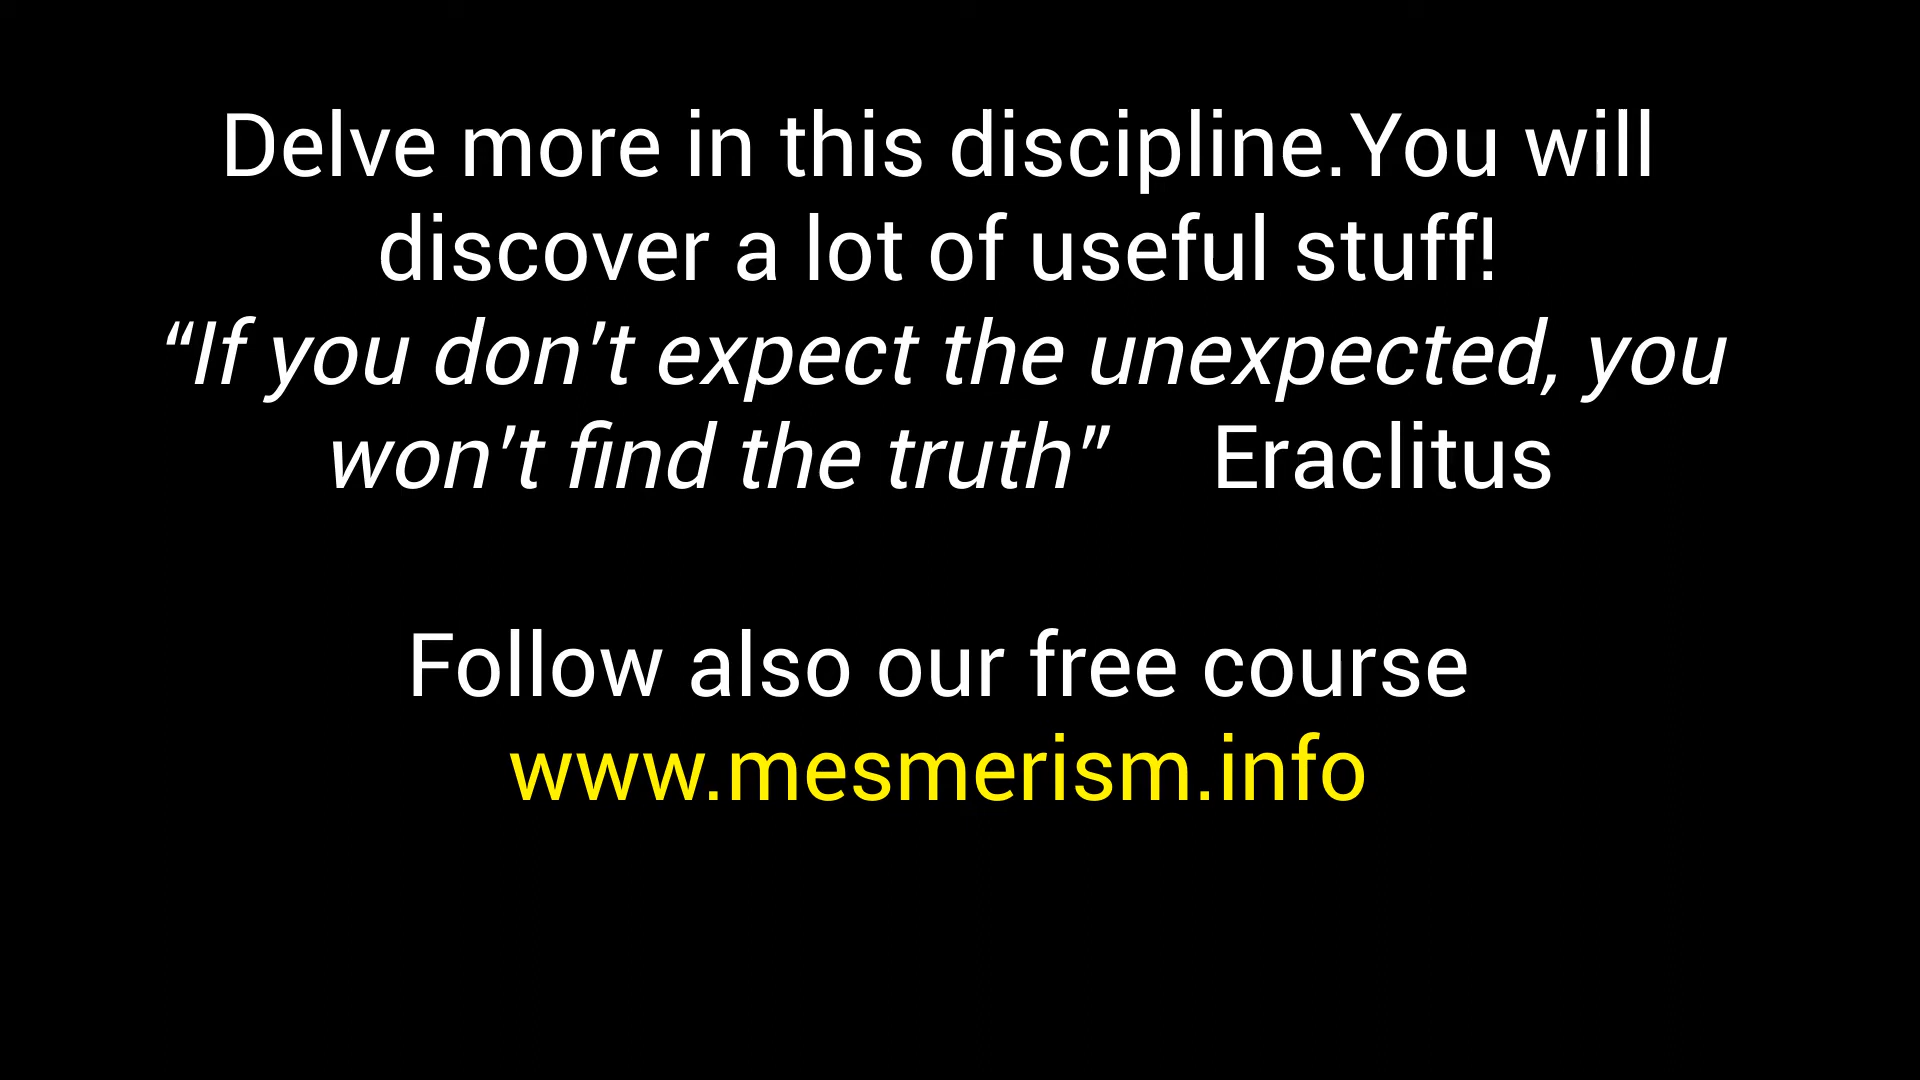 Delve more in this discipline.You will
discover a lot of useful stuff!
“If you don't expect the unexpected, you
won't find the truth" Eraclitus
Follow also our free course
www.mesmerism.info